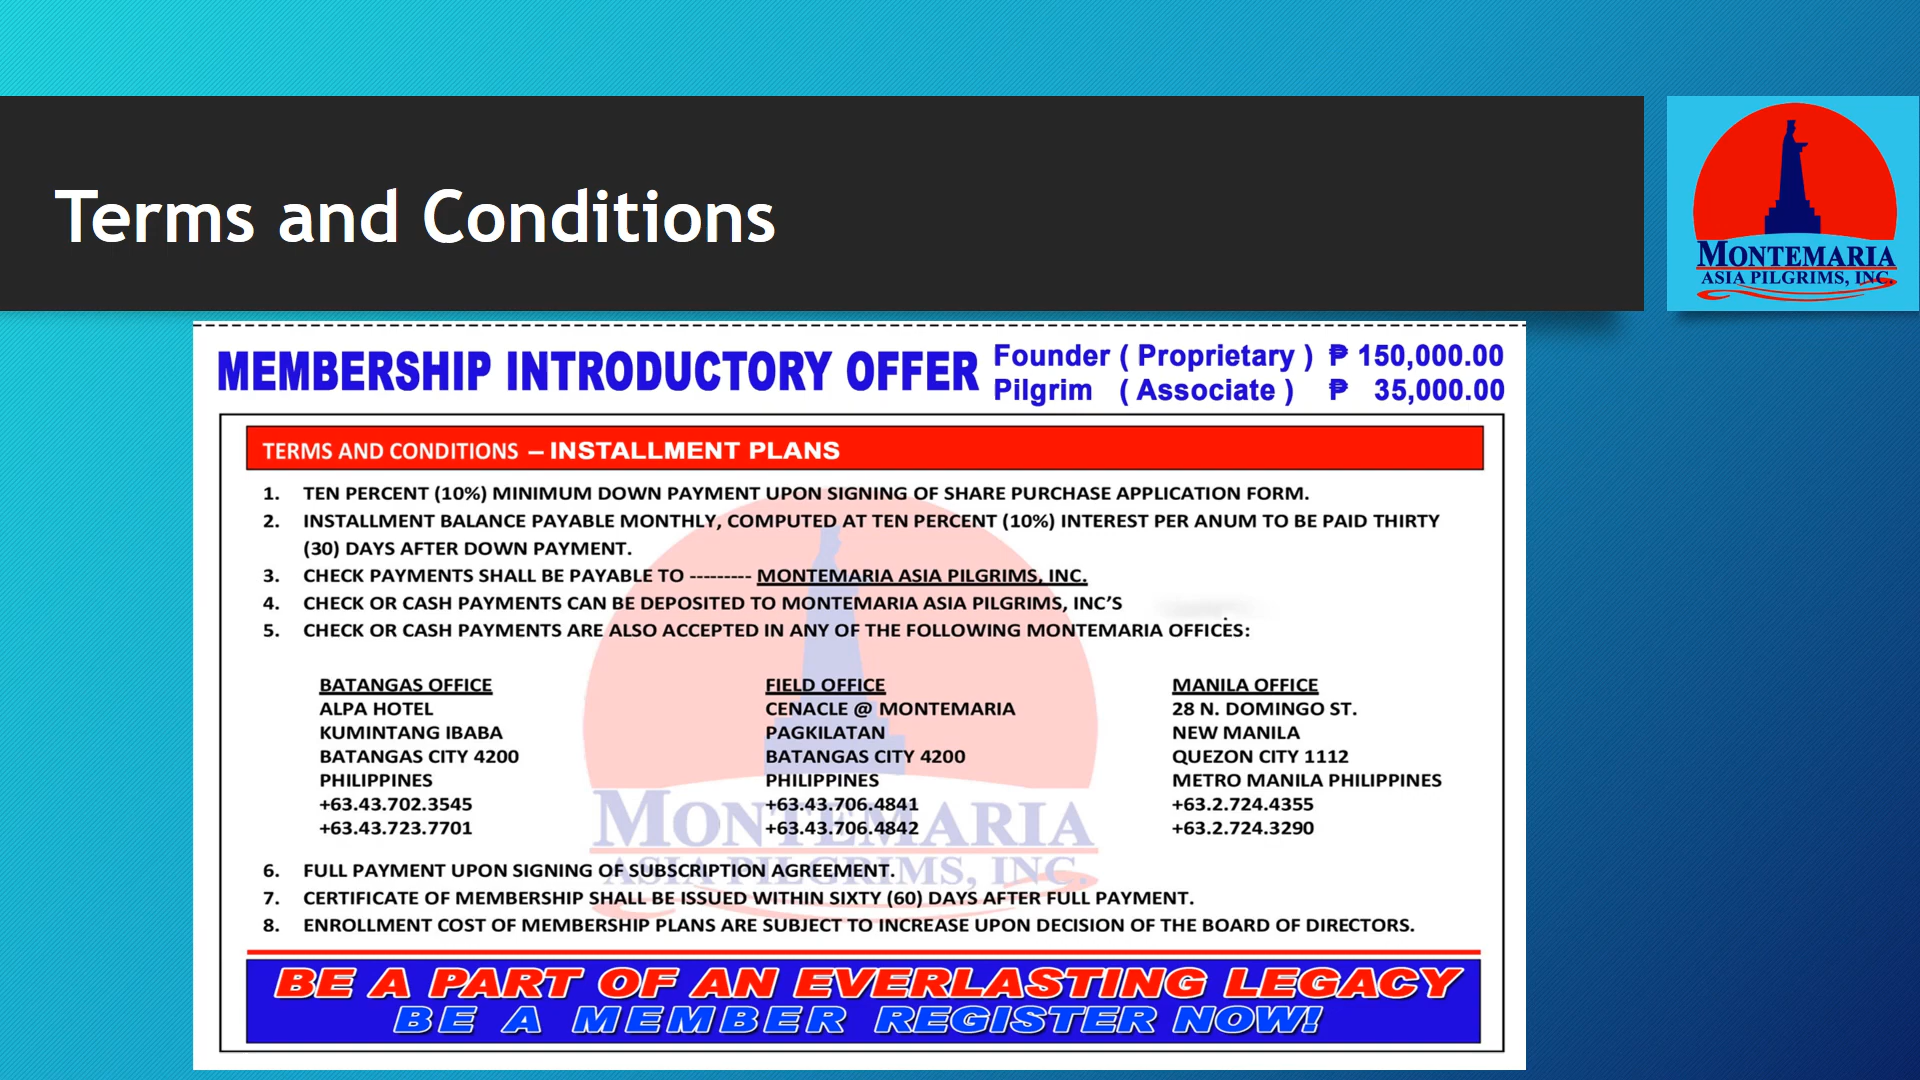 Terms and Conditions
MONTEMARIA
ASIA PILGRIMS, INC.
MEMBERSHIP INTRODUCTORY OFFER
Founder ( Proprietary ) ₱ 150,000.00
Pilgrim ( Associate ) ₱ 35,000.00
TERMS AND CONDITIONS – INSTALLMENT PLANS
1. TEN PERCENT (10%) MINIMUM DOWN PAYMENT UPON SIGNING OF SHARE PURCHASE APPLICATION FORM.
2. INSTALLMENT BALANCE PAYABLE MONTHLY, COMPUTED AT TEN PERCENT (10%) INTEREST PER ANUM TO BE PAID THIRTY
(30) DAYS AFTER DOWN PAYMENT.
3. CHECK PAYMENTS SHALL BE PAYABLE TO --------- MONTEMARIA ASIA PILGRIMS, INC.
4. CHECK OR CASH PAYMENTS CAN BE DEPOSITED TO MONTEMARIA ASIA PILGRIMS, INC’S
5. CHECK OR CASH PAYMENTS ARE ALSO ACCEPTED IN ANY OF THE FOLLOWING MONTEMARIA OFFICES:
BATANGAS OFFICE
ALPA HOTEL
KUMINTANG IBABA
BATANGAS CITY 4200
PHILIPPINES
+63.43.702.3545
+63.43.723.7701
FIELD OFFICE
CENACLE @ MONTEMARIA
PAGKILATAN
BATANGAS CITY 4200
PHILIPPINES
+63.43.706.4841
+63.43.706.4842
MANILA OFFICE
28 N. DOMINGO ST.
NEW MANILA
QUEZON CITY 1112
METRO MANILA PHILIPPINES
+63.2.724.4355
+63.2.724.3290
MONTEMARIA
ASIA PILGRIMS, INC.
6. FULL PAYMENT UPON SIGNING OF SUBSCRIPTION AGREEMENT.
7. CERTIFICATE OF MEMBERSHIP SHALL BE ISSUED WITHIN SIXTY (60) DAYS AFTER FULL PAYMENT.
8. ENROLLMENT COST OF MEMBERSHIP PLANS ARE SUBJECT TO INCREASE UPON DECISION OF THE BOARD OF DIRECTORS.
BE A PART OF AN EVERLASTING LEGACY
BE A MEMBER REGISTER NOW!